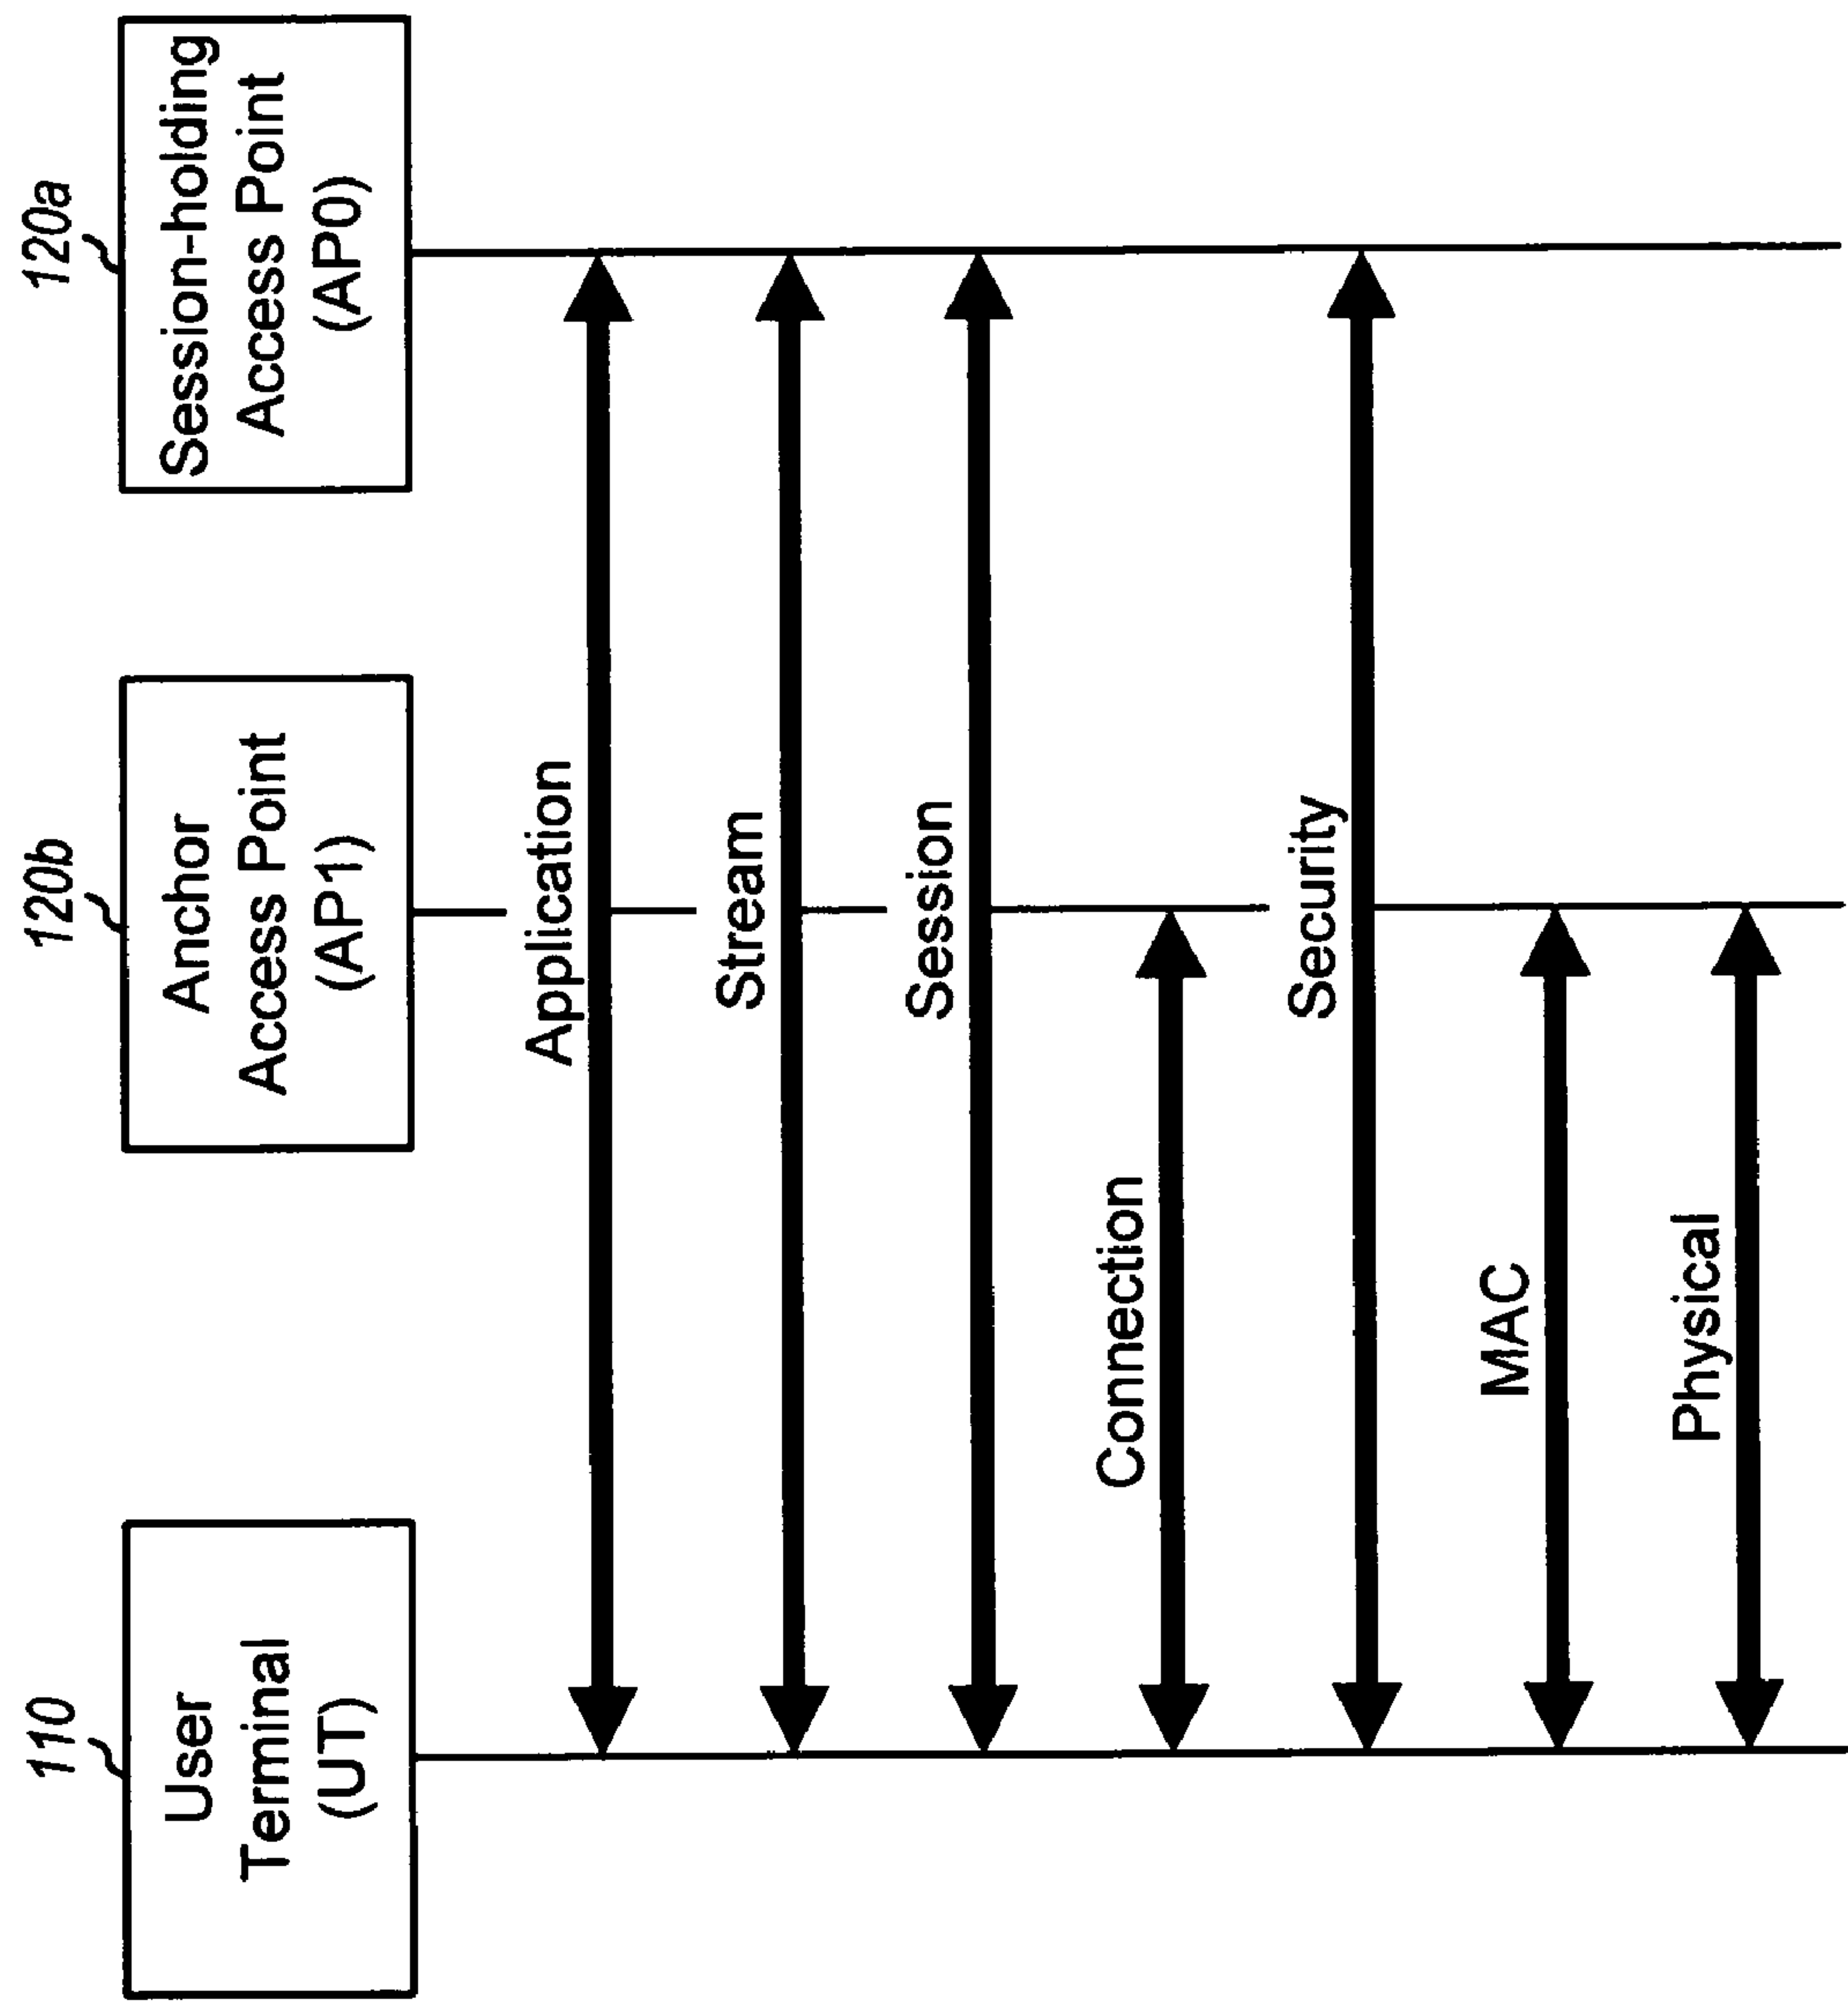 110
User
Terminal
(UT)
120b
Anchor
Access Point
(AP1)
120a
Session-holding
Access Point
(AP0)
Application
Stream
Session
Connection
Security
MAC
Physical